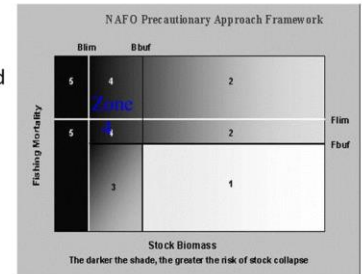 NAFO Precautionary Approach Framework
Blim Bbuf
5 4 2
Zone
4
Flim
5 4 2
Fbuf
3 1
Fishing Mortality
Stock Biomass
The darker the shade, the greater the risk of stock collapse